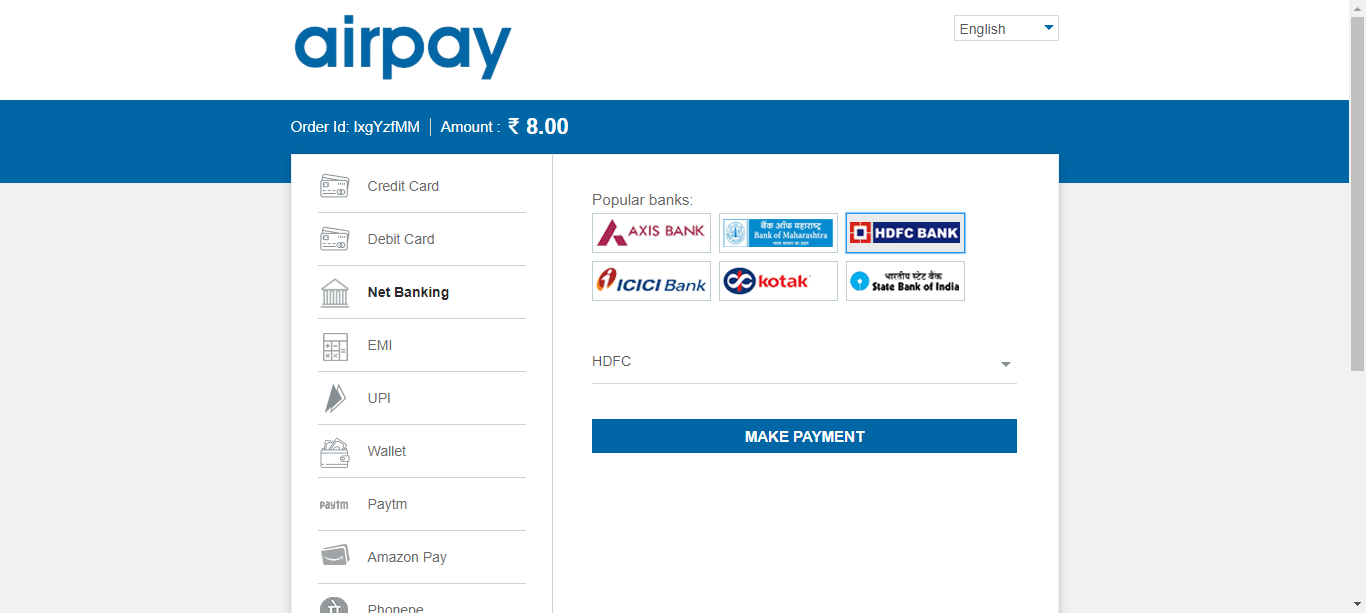 airpay
English
Order Id: lxgYzfMM | Amount : ₹ 8.00
Credit Card
Debit Card
Net Banking
EMI
UPI
Wallet
paytm Paytm
Amazon Pay
Phonepe
Popular banks:
AXIS BANK
बैंक ऑफ महाराष्ट्र
Bank of Maharashtra
HDFC BANK
ICICI Bank
kotak
भारतीय स्टेट बैंक
State Bank of India
HDFC
MAKE PAYMENT